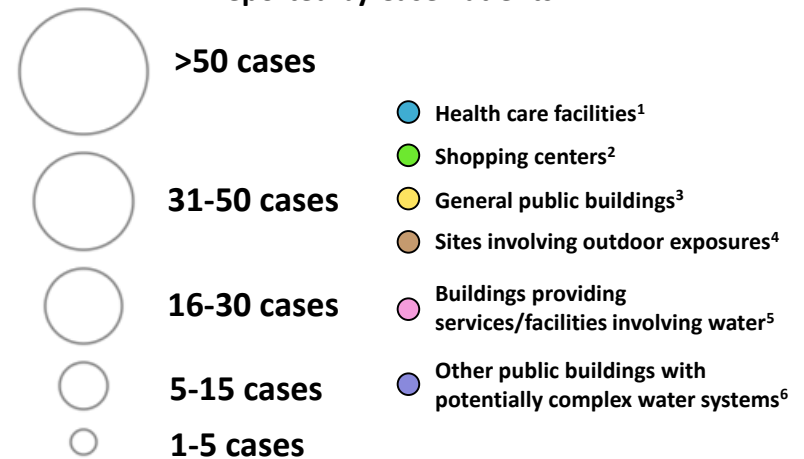 >50 cases
31-50 cases
16-30 cases
5-15 cases
1-5 cases
Health care facilities¹
Shopping centers²
General public buildings³
Sites involving outdoor exposures⁴
Buildings providing
services/facilities involving water⁵
Other public buildings with
potentially complex water systems⁶